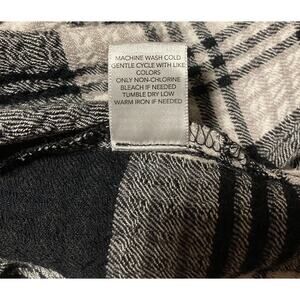 MACHINE WASH COLD
GENTLE CYCLE WITH LIKE
COLORS
ONLY NON-CHLORINE
BLEACH IF NEEDED
TUMBLE DRY LOW
WARM IRON IF NEEDED